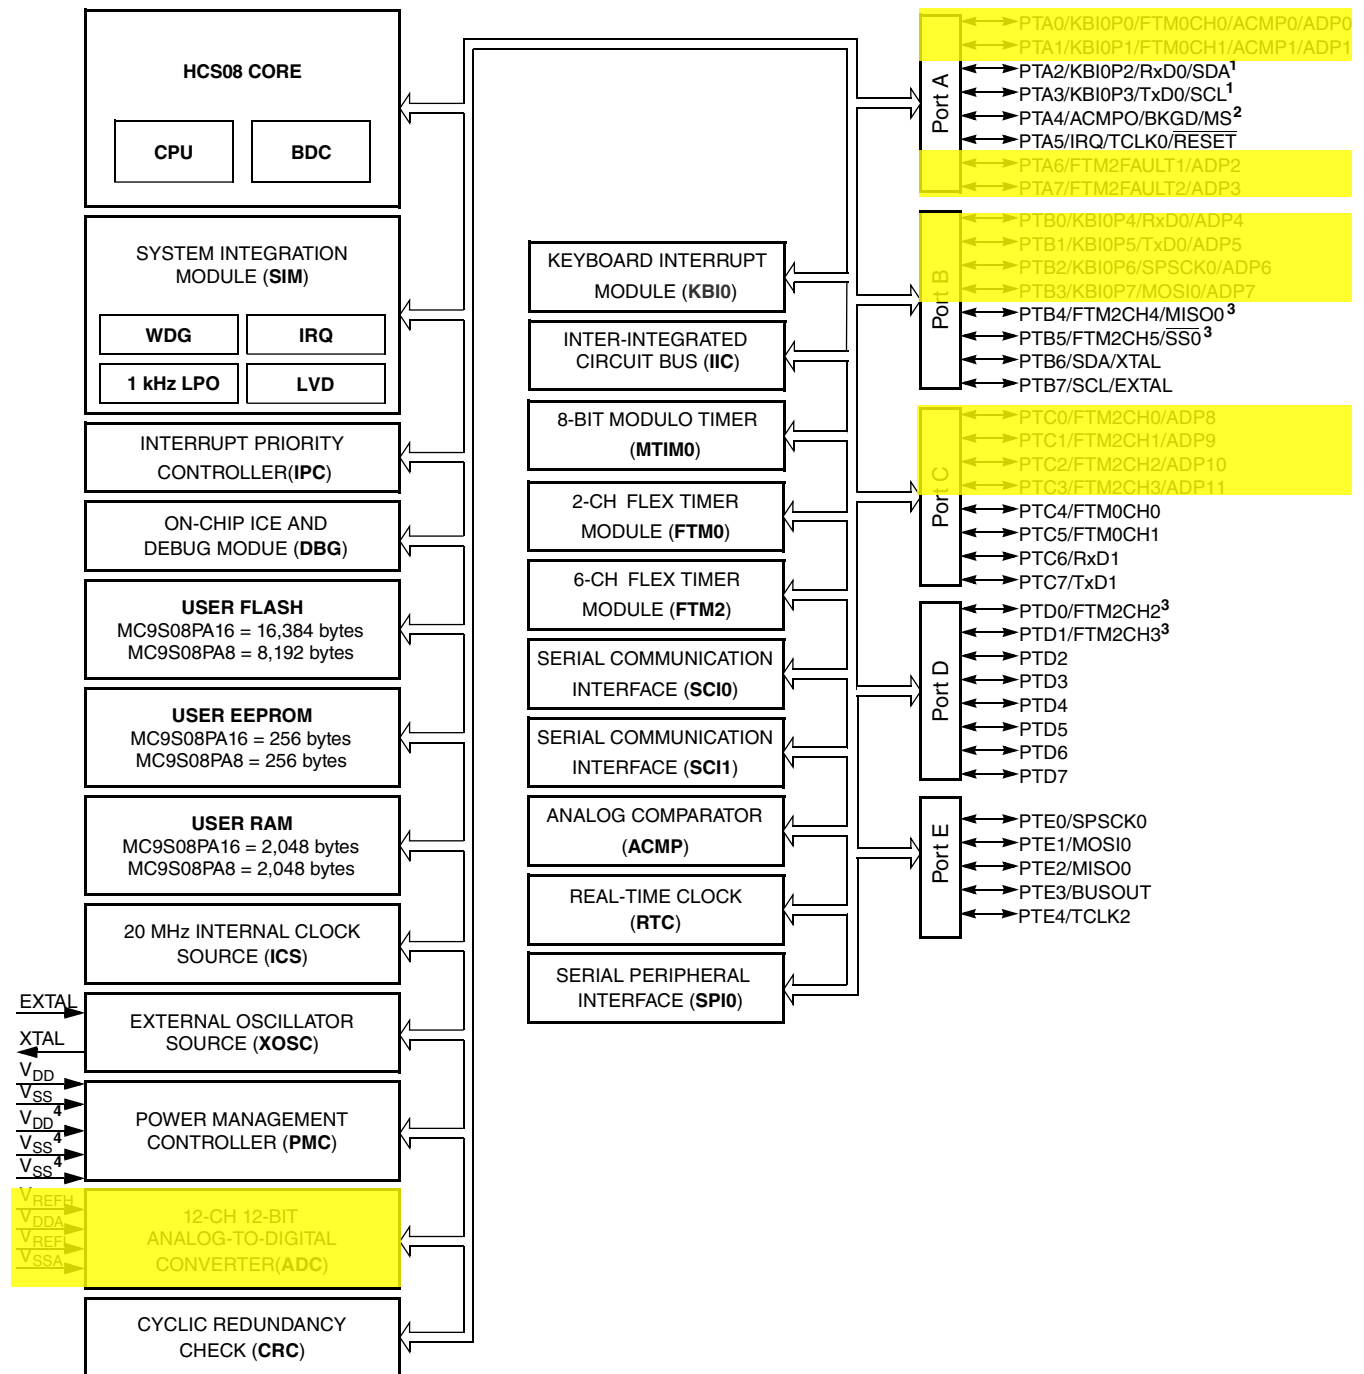 HCS08 CORE
CPU
BDC
SYSTEM INTEGRATION
MODULE (SIM)
WDG
IRQ
1 kHz LPO
LVD
INTERRUPT PRIORITY
CONTROLLER(IPC)
ON-CHIP ICE AND
DEBUG MODUE (DBG)
USER FLASH
MC9S08PA16 = 16,384 bytes
MC9S08PA8 = 8,192 bytes
USER EEPROM
MC9S08PA16 = 256 bytes
MC9S08PA8 = 256 bytes
USER RAM
MC9S08PA16 = 2,048 bytes
MC9S08PA8 = 2,048 bytes
20 MHz INTERNAL CLOCK
SOURCE (ICS)
EXTAL
XTAL
EXTERNAL OSCILLATOR
SOURCE (XOSC)
VDD
VSS
VDD4
VSS4
VSS4
POWER MANAGEMENT
CONTROLLER (PMC)
VREFH
VDDA
VREFL
VSSA
12-CH 12-BIT
ANALOG-TO-DIGITAL
CONVERTER(ADC)
CYCLIC REDUNDANCY
CHECK (CRC)
KEYBOARD INTERRUPT
MODULE (KBI0)
INTER-INTEGRATED
CIRCUIT BUS (IIC)
8-BIT MODULO TIMER
(MTIM0)
2-CH FLEX TIMER
MODULE (FTM0)
6-CH FLEX TIMER
MODULE (FTM2)
SERIAL COMMUNICATION
INTERFACE (SCI0)
SERIAL COMMUNICATION
INTERFACE (SCI1)
ANALOG COMPARATOR
(ACMP)
REAL-TIME CLOCK
(RTC)
SERIAL PERIPHERAL
INTERFACE (SPI0)
Port A
PTA0/KBI0P0/FTM0CH0/ACMP0/ADP0
PTA1/KBI0P1/FTM0CH1/ACMP1/ADP1
PTA2/KBI0P2/RxD0/SDA1
PTA3/KBI0P3/TxD0/SCL1
PTA4/ACMPO/BKGD/MS2
PTA5/IRQ/TCLK0/RESET
PTA6/FTM2FAULT1/ADP2
PTA7/FTM2FAULT2/ADP3
Port B
PTB0/KBI0P4/RxD0/ADP4
PTB1/KBI0P5/TxD0/ADP5
PTB2/KBI0P6/SPSCK0/ADP6
PTB3/KBI0P7/MOSI0/ADP7
PTB4/FTM2CH4/MISO03
PTB5/FTM2CH5/SS03
PTB6/SDA/XTAL
PTB7/SCL/EXTAL
Port C
PTC0/FTM2CH0/ADP8
PTC1/FTM2CH1/ADP9
PTC2/FTM2CH2/ADP10
PTC3/FTM2CH3/ADP11
PTC4/FTM0CH0
PTC5/FTM0CH1
PTC6/RxD1
PTC7/TxD1
Port D
PTD0/FTM2CH23
PTD1/FTM2CH33
PTD2
PTD3
PTD4
PTD5
PTD6
PTD7
Port E
PTE0/SPSCK0
PTE1/MOSI0
PTE2/MISO0
PTE3/BUSOUT
PTE4/TCLK2